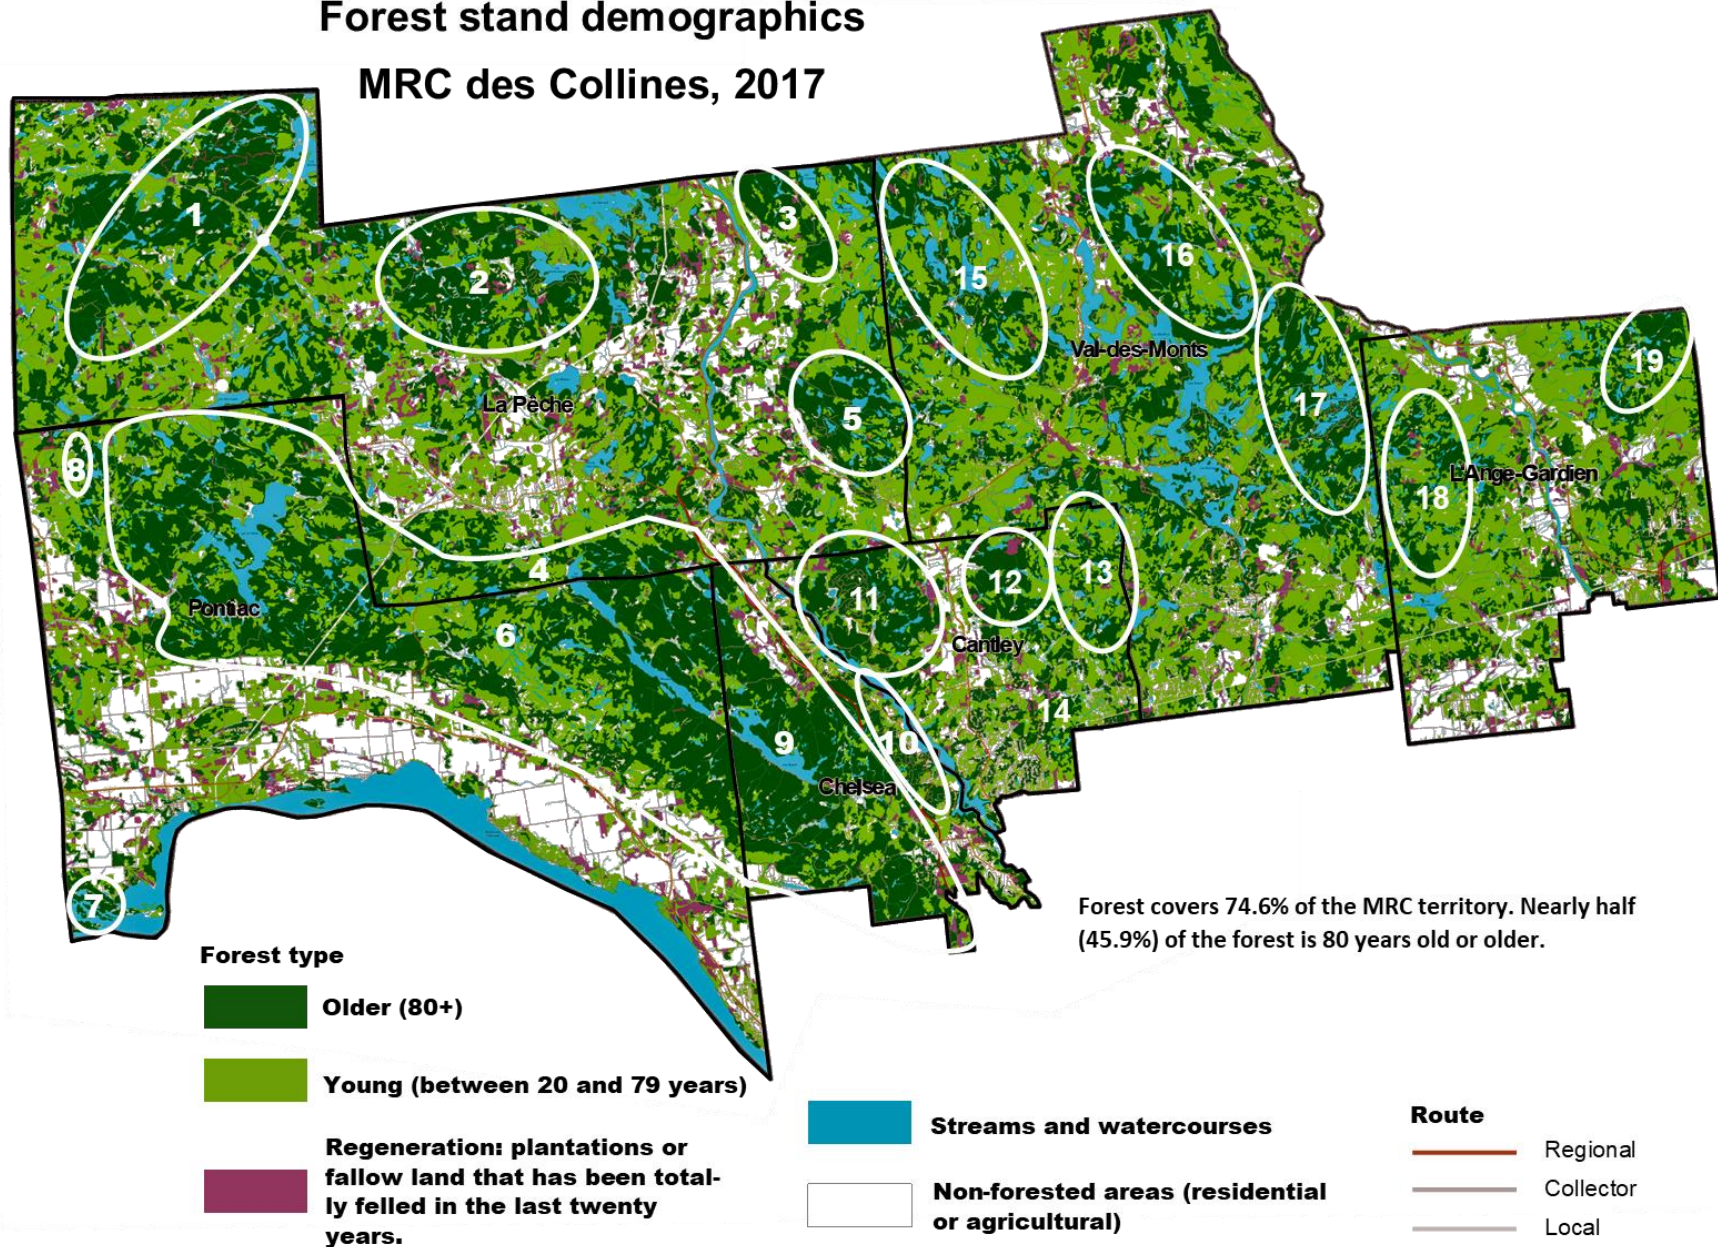 Forest stand demographics
MRC des Collines, 2017
1
2
3
15
16
Val-des-Monts
19
La Pêche
5
17
8
L'Ange-Gardien
18
4
11
12
13
Pontiac
6
Cantley
14
9
10
Chelsea
7
Forest covers 74.6% of the MRC territory. Nearly half
(45.9%) of the forest is 80 years old or older.
Forest type
Older (80+)
Young (between 20 and 79 years)
Regeneration: plantations or
fallow land that has been total-
ly felled in the last twenty
years.
Streams and watercourses
Non-forested areas (residential
or agricultural)
Route
Regional
Collector
Local